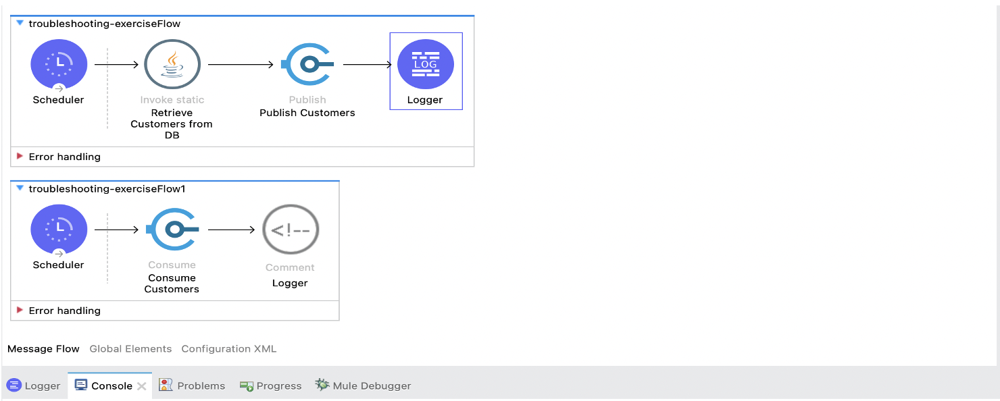 troubleshooting-exerciseFlow
Scheduler
Invoke static
Retrieve
Customers from
DB
Publish
Publish Customers
LOG
Logger
Error handling
troubleshooting-exerciseFlow1
Scheduler
Consume
Consume
Customers
<!--
Comment
Logger
Error handling
Message Flow Global Elements Configuration XML
Logger Console Problems Progress Mule Debugger